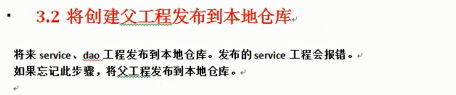 3.2 将创建父工程发布到本地仓库
将来 service、dao 工程发布到本地仓库。发布的 service 工程会报错。
如果忘记此步骤，将父工程发布到本地仓库。